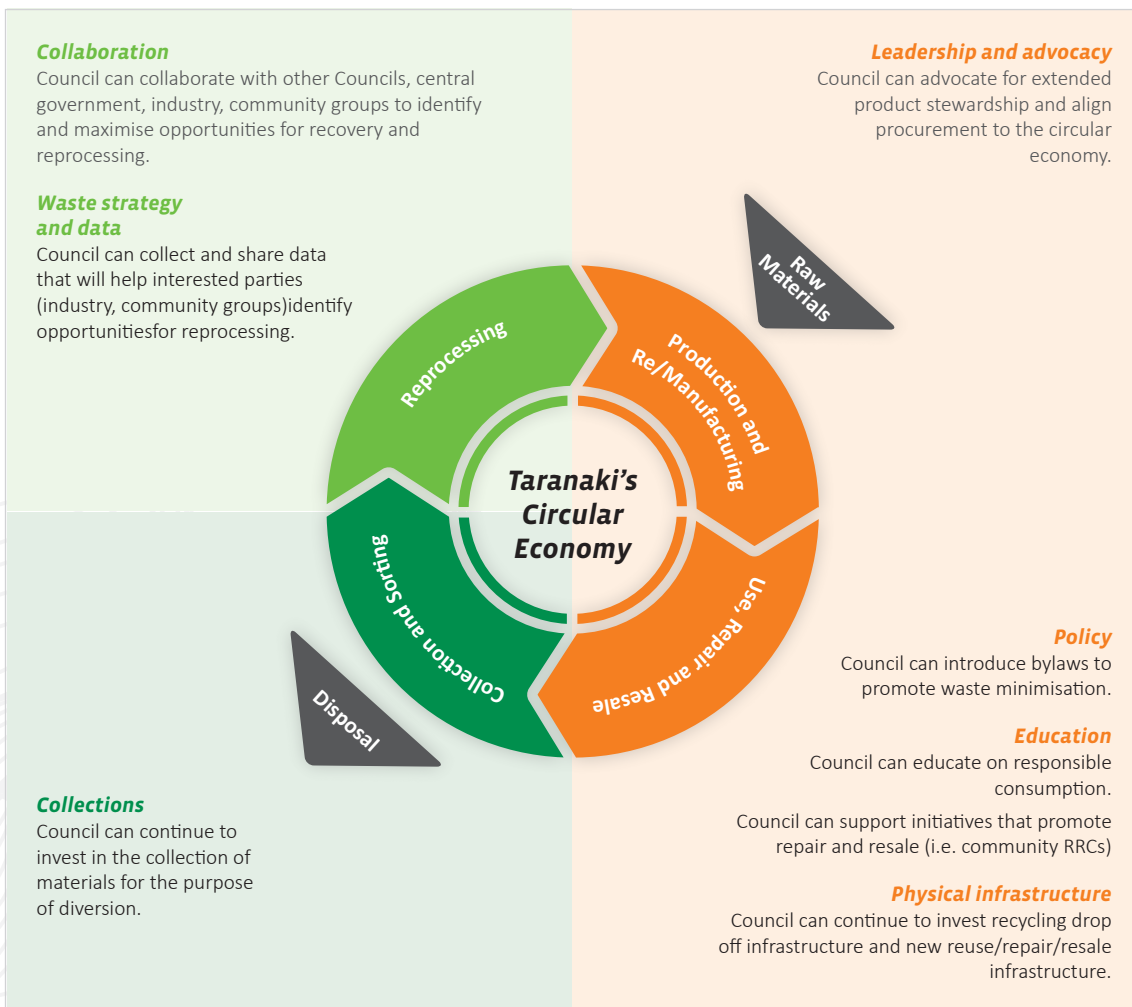 Collaboration
Council can collaborate with other Councils, central
government, industry, community groups to identify
and maximise opportunities for recovery and
reprocessing.
Waste strategy
and data
Council can collect and share data
that will help interested parties
(industry, community groups)identify
opportunitiesfor reprocessing.
Leadership and advocacy
Council can advocate for extended
product stewardship and align
procurement to the circular
economy.
Raw
Materials
Reprocessing
Production and
Re/Manufacturing
Taranaki’s
Circular
Economy
Collection and Sorting
Use, Repair and Resale
Disposal
Collections
Council can continue to
invest in the collection of
materials for the purpose
of diversion.
Policy
Council can introduce bylaws to
promote waste minimisation.
Education
Council can educate on responsible
consumption.
Council can support initiatives that promote
repair and resale (i.e. community RRCs)
Physical infrastructure
Council can continue to invest recycling drop
off infrastructure and new reuse/repair/resale
infrastructure.